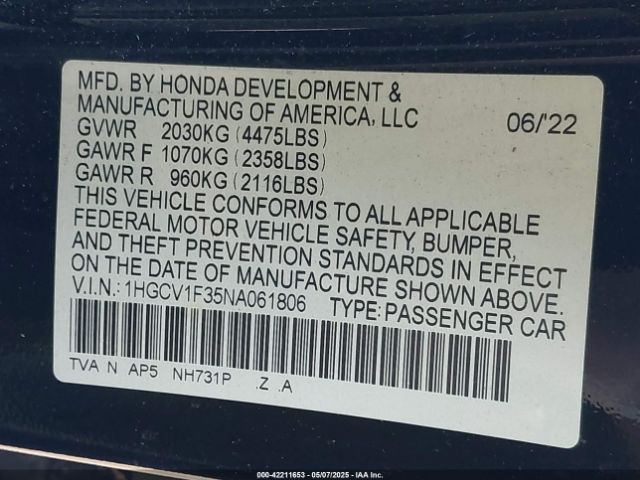 MFD. BY HONDA DEVELOPMENT &
MANUFACTURING OF AMERICA, LLC 06/'22
GVWR 2030KG (4475LBS)
GAWR F 1070KG (2358LBS)
GAWR R 960KG (2116LBS)
THIS VEHICLE CONFORMS TO ALL APPLICABLE
FEDERAL MOTOR VEHICLE SAFETY, BUMPER,
AND THEFT PREVENTION STANDARDS IN EFFECT
ON THE DATE OF MANUFACTURE SHOWN ABOVE.
V.I.N.: 1HGCV1F35NA061806 TYPE: PASSENGER CAR
TVA N AP5 NH731P .Z .A
000-42211653 - 05/07/2025 - IAA Inc.